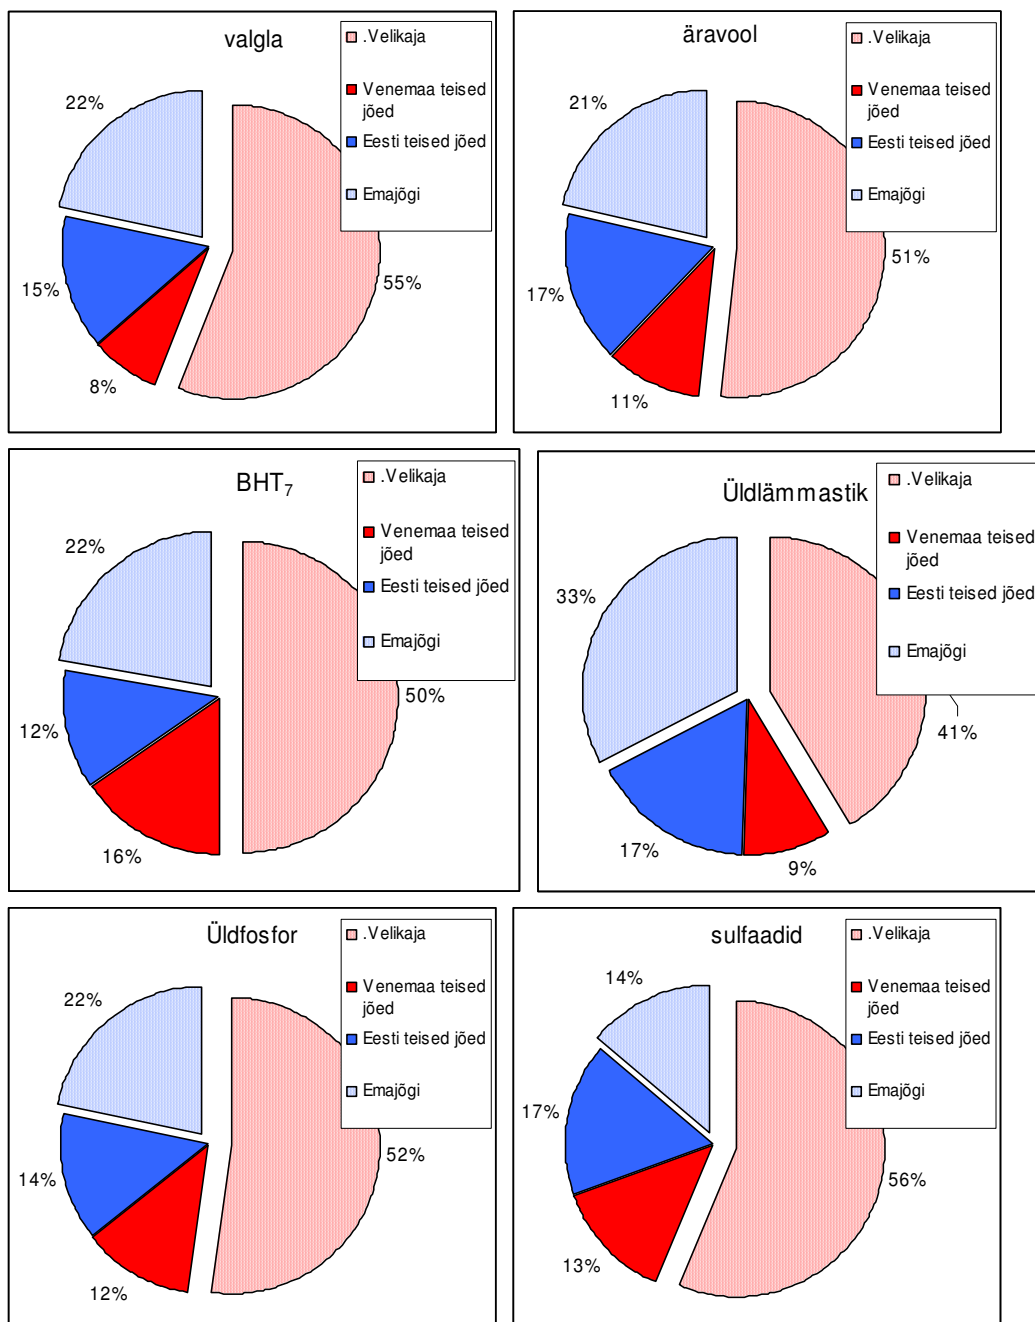 valgla
.Velikaja
Venemaa teised
jõed
Eesti teised jõed
Emajõgi
22%
15%
8%
55%
äravool
.Velikaja
Venemaa teised
jõed
Eesti teised jõed
Emajõgi
21%
17%
11%
51%
BHT₇
.Velikaja
Venemaa teised
jõed
Eesti teised jõed
Emajõgi
22%
12%
16%
50%
Üldlämmastik
.Velikaja
Venemaa teised
jõed
Eesti teised jõed
Emajõgi
33%
17%
9%
41%
Üldfosfor
.Velikaja
Venemaa teised
jõed
Eesti teised jõed
Emajõgi
22%
14%
12%
52%
sulfaadid
.Velikaja
Venemaa teised
jõed
Eesti teised jõed
Emajõgi
14%
17%
13%
56%